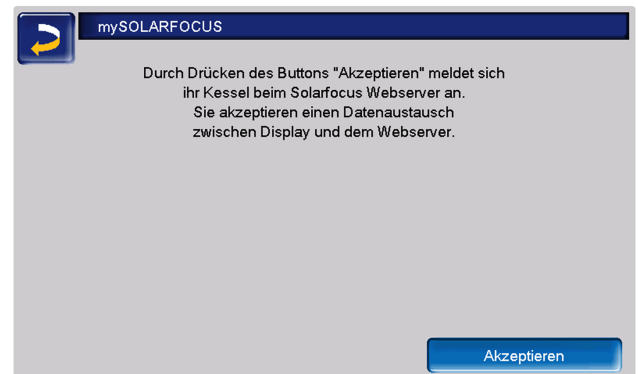 mySOLARFOCUS
Durch Drücken des Buttons "Akzeptieren" meldet sich
ihr Kessel beim Solarfocus Webserver an.
Sie akzeptieren einen Datenaustausch
zwischen Display und dem Webserver.
Akzeptieren